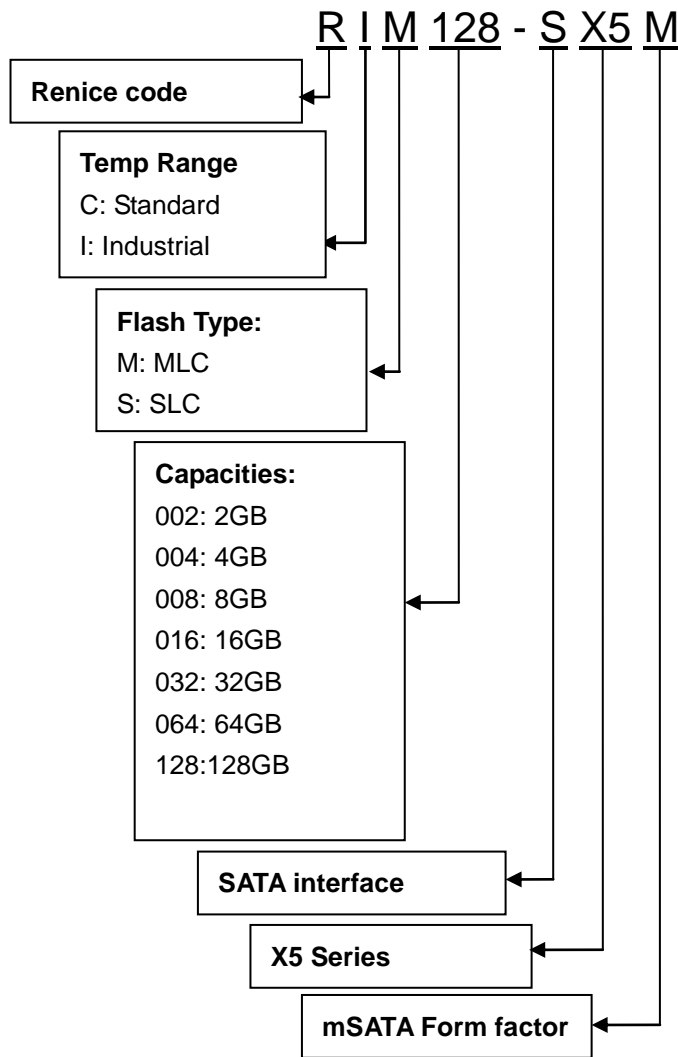 R I M 128 - S X5 M
Renice code
Temp Range
C: Standard
I: Industrial
Flash Type:
M: MLC
S: SLC
Capacities:
002: 2GB
004: 4GB
008: 8GB
016: 16GB
032: 32GB
064: 64GB
128:128GB
SATA interface
X5 Series
mSATA Form factor